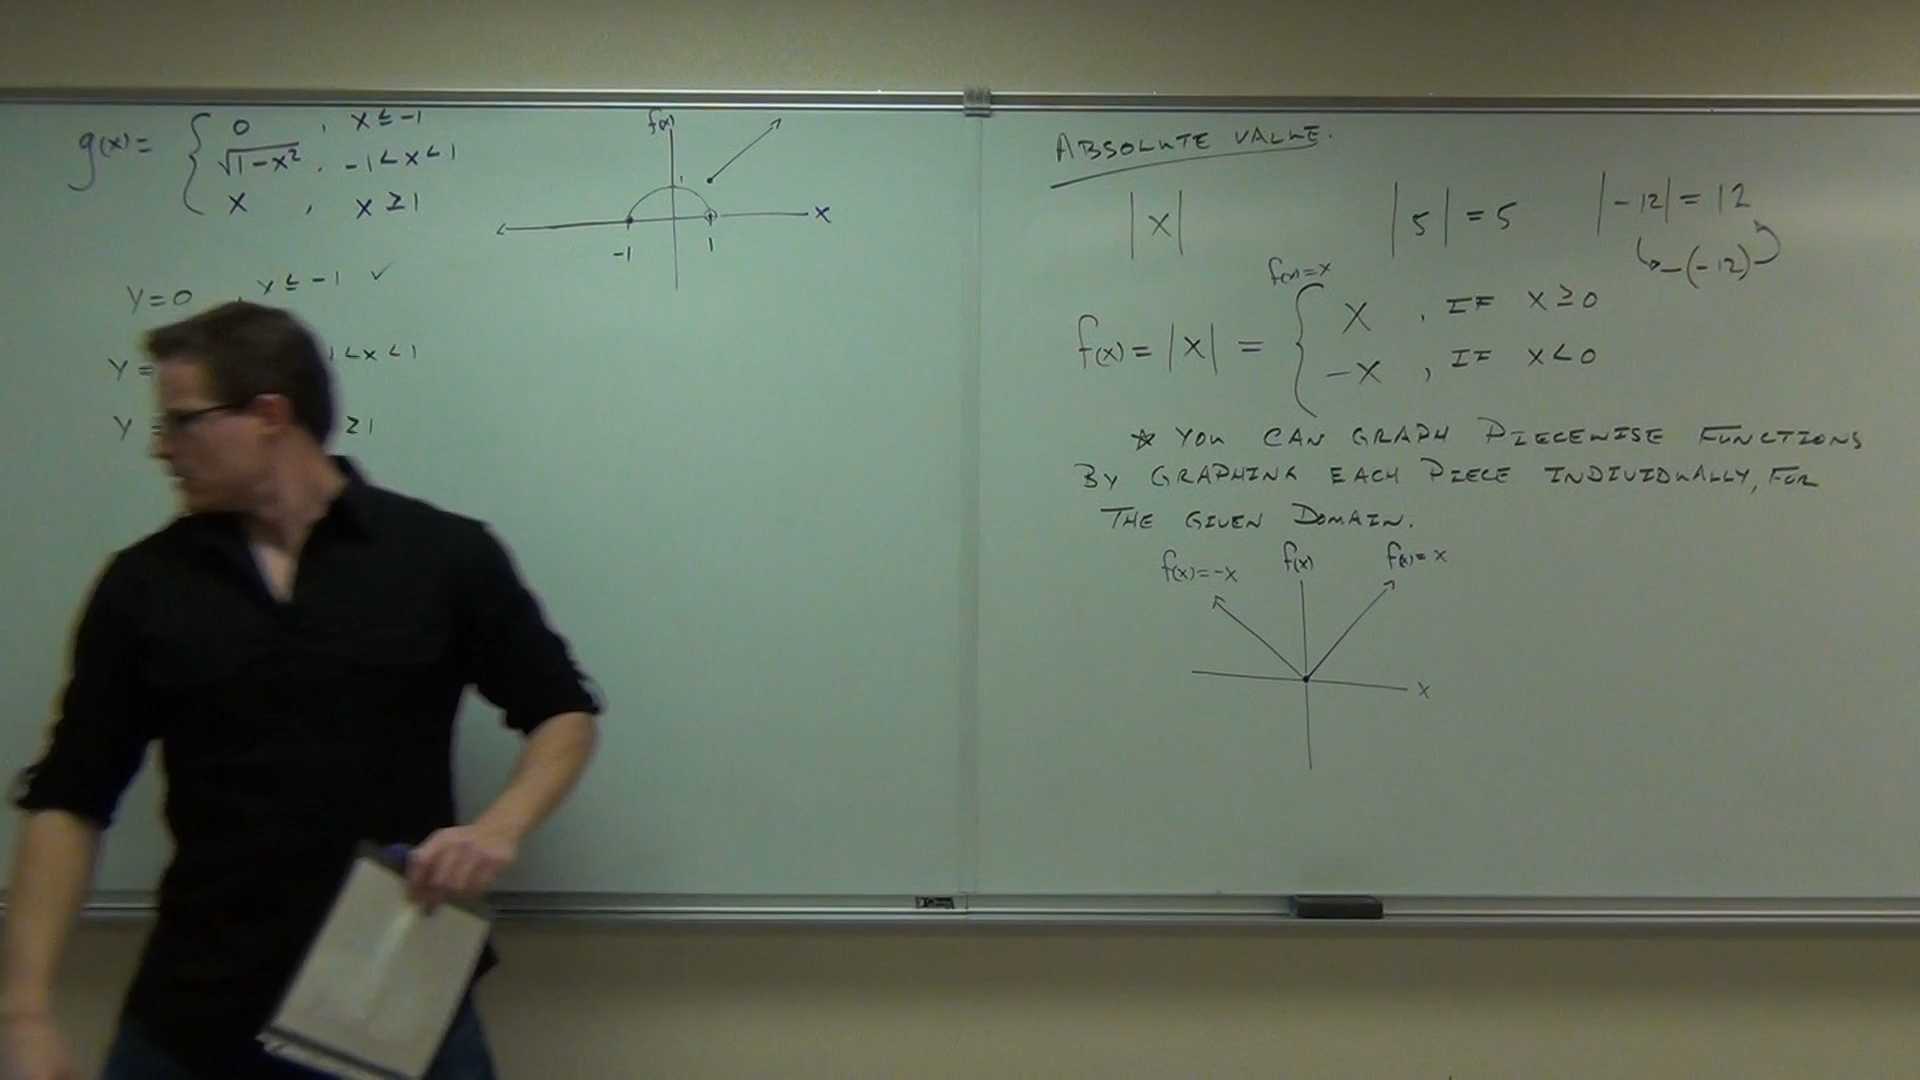 g(x) = { 0 , x ≤ -1
√(1-x²) , -1 < x < 1
x , x ≥ 1
f(x)
1
x
-1
1
y = 0 , x ≤ -1 ✓
y = 1 < x < 1
y = ≥ 1
ABSOLUTE VALUE.
|x|
|5| = 5
|-12| = 12
-(-12)
f(x)=x
f(x) = |x| = { x , IF x ≥ 0
-x , IF x < 0
☆ YOU CAN GRAPH PIECEWISE FUNCTIONS
BY GRAPHING EACH PIECE INDIVIDUALLY, FOR
THE GIVEN DOMAIN.
f(x)=-x
f(x)
f(x)=x
x